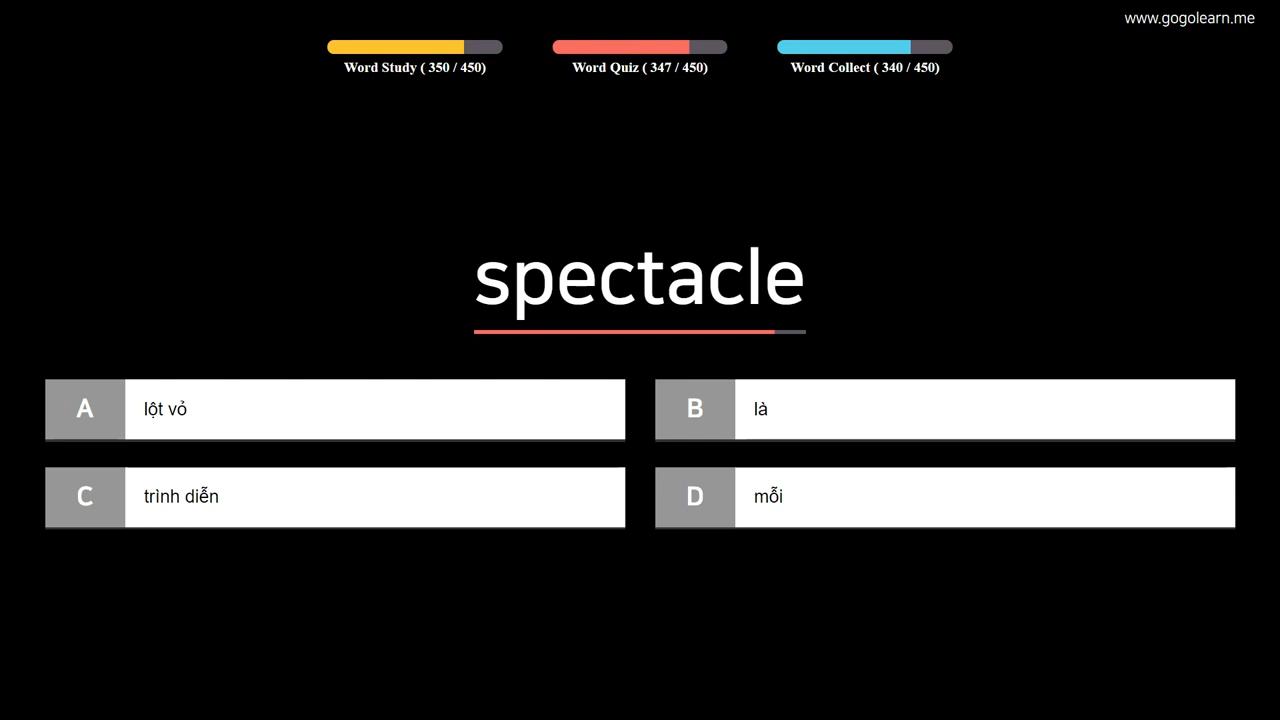 www.gogolearn.me
Word Study ( 350 / 450)
Word Quiz ( 347 / 450)
Word Collect ( 340 / 450)
spectacle
A lột vỏ
B là
C trình diễn
D mỗi